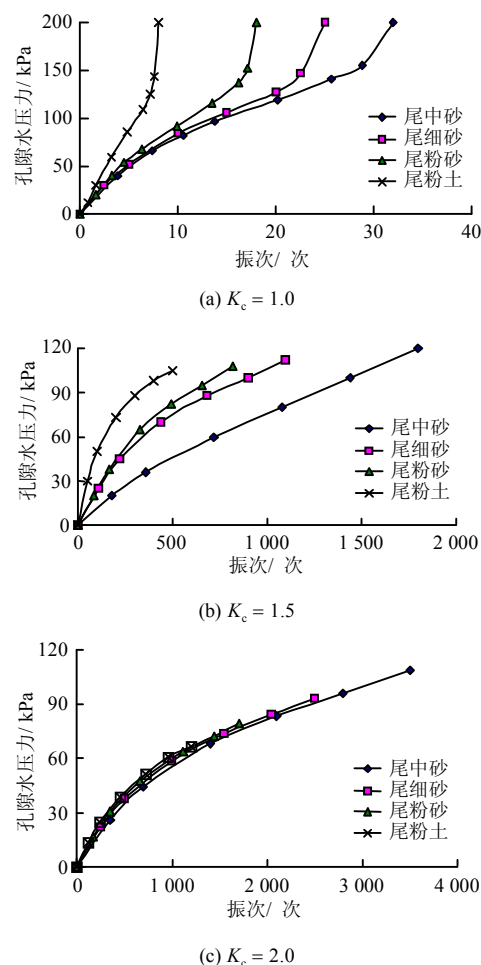 200
150
100
50
0
孔隙水压力/ kPa
尾中砂
尾细砂
尾粉砂
尾粉土
0 10 20 30 40
振次/ 次
(a) Kc = 1.0
120
90
60
30
0
孔隙水压力/ kPa
尾中砂
尾细砂
尾粉砂
尾粉土
0 500 1 000 1 500 2 000
振次/ 次
(b) Kc = 1.5
120
90
60
30
0
孔隙水压力/ kPa
尾中砂
尾细砂
尾粉砂
尾粉土
0 1 000 2 000 3 000 4 000
振次/ 次
(c) Kc = 2.0